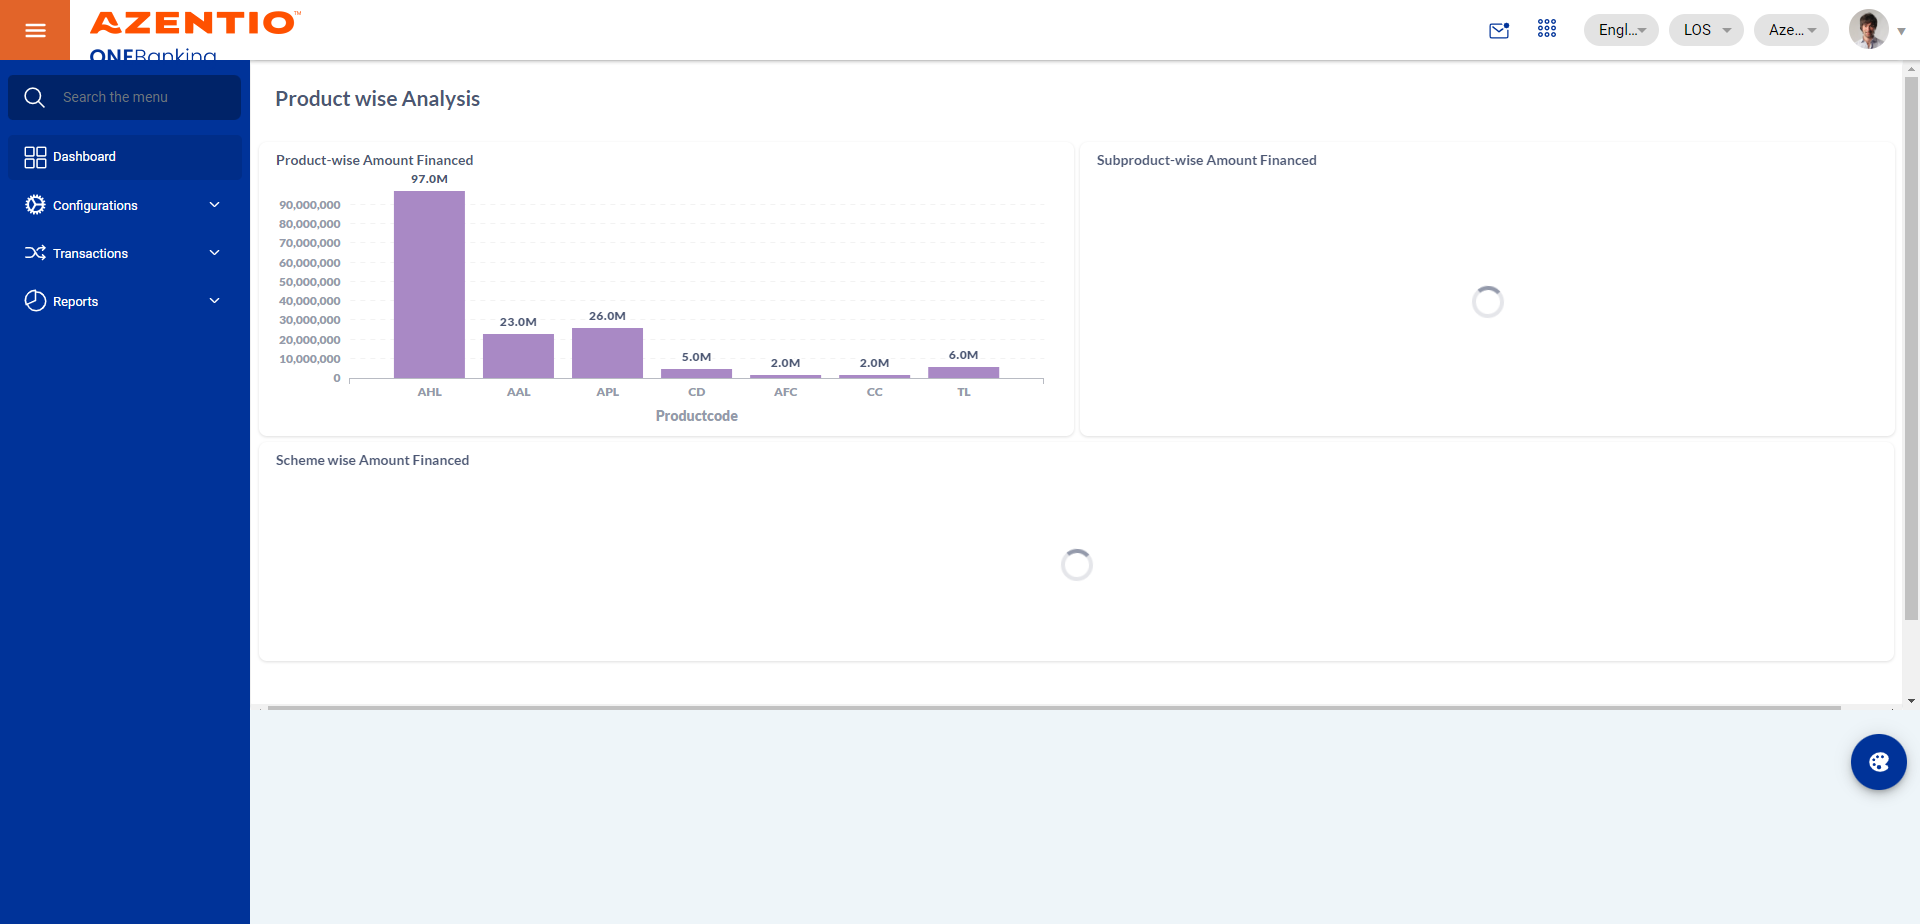 AZENTIO™
ONEBanking
Engl...
LOS
Aze...
Search the menu
Dashboard
Configurations
Transactions
Reports
Product wise Analysis
Product-wise Amount Financed
97.0M
90,000,000
80,000,000
70,000,000
60,000,000
50,000,000
40,000,000
30,000,000
20,000,000
10,000,000
0
23.0M
26.0M
5.0M
2.0M
2.0M
6.0M
AHL AAL APL CD AFC CC TL
Productcode
Subproduct-wise Amount Financed
Scheme wise Amount Financed